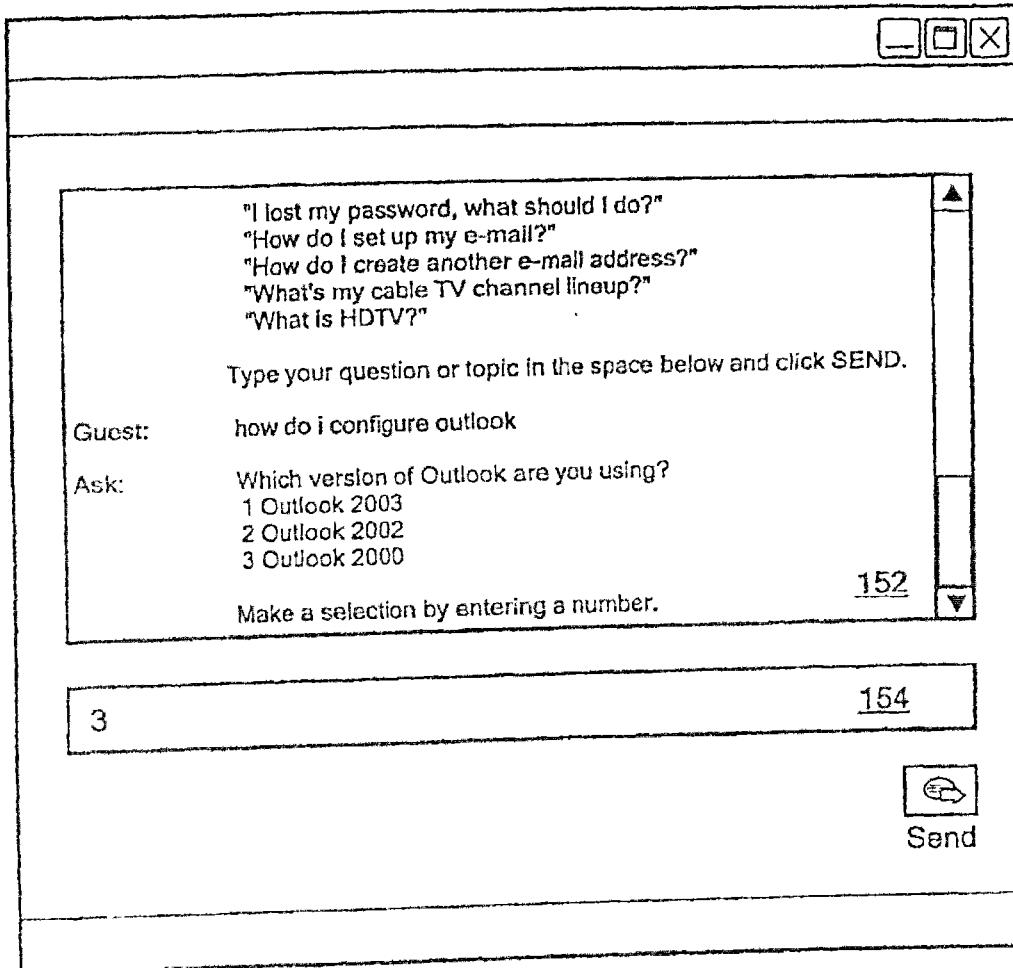 "I lost my password, what should I do?"
"How do I set up my e-mail?"
"How do I create another e-mail address?"
"What's my cable TV channel lineup?"
"What is HDTV?"
Type your question or topic in the space below and click SEND.
Guest: how do i configure outlook
Ask: Which version of Outlook are you using?
1 Outlook 2003
2 Outlook 2002
3 Outlook 2000
152
Make a selection by entering a number.
3 154
Send